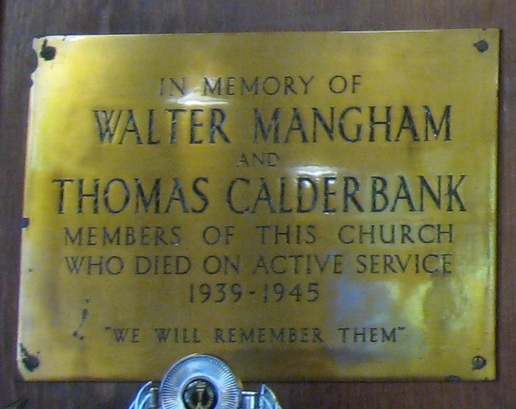 IN MEMORY OF
WALTER MANGHAM
AND
THOMAS CALDERBANK
MEMBERS OF THIS CHURCH
WHO DIED ON ACTIVE SERVICE
1939-1945
"WE WILL REMEMBER THEM"